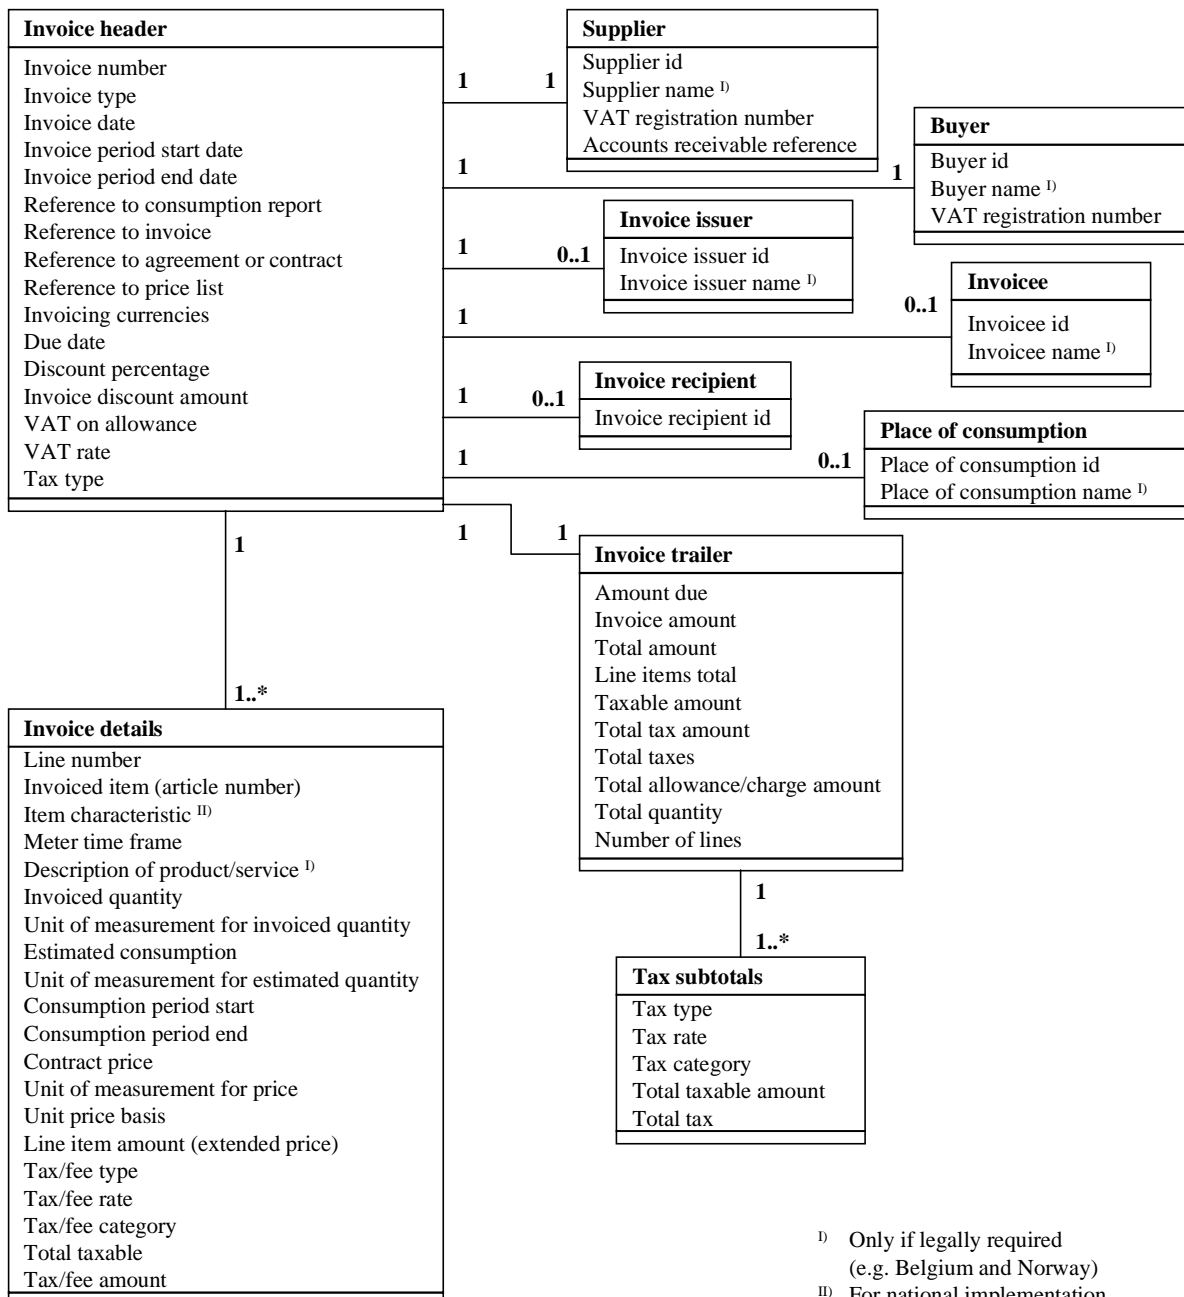 Invoice header
Invoice number
Invoice type
Invoice date
Invoice period start date
Invoice period end date
Reference to consumption report
Reference to invoice
Reference to agreement or contract
Reference to price list
Invoicing currencies
Due date
Discount percentage
Invoice discount amount
VAT on allowance
VAT rate
Tax type
1
1
Supplier
Supplier id
Supplier name I)
VAT registration number
Accounts receivable reference
1
1
Buyer
Buyer id
Buyer name I)
VAT registration number
1
0..1
Invoice issuer
Invoice issuer id
Invoice issuer name I)
1
0..1
Invoicee
Invoicee id
Invoicee name I)
1
0..1
Invoice recipient
Invoice recipient id
1
0..1
Place of consumption
Place of consumption id
Place of consumption name I)
1
1
Invoice trailer
Amount due
Invoice amount
Total amount
Line items total
Taxable amount
Total tax amount
Total taxes
Total allowance/charge amount
Total quantity
Number of lines
1
1..*
Tax subtotals
Tax type
Tax rate
Tax category
Total taxable amount
Total tax
1
1..*
Invoice details
Line number
Invoiced item (article number)
Item characteristic II)
Meter time frame
Description of product/service I)
Invoiced quantity
Unit of measurement for invoiced quantity
Estimated consumption
Unit of measurement for estimated quantity
Consumption period start
Consumption period end
Contract price
Unit of measurement for price
Unit price basis
Line item amount (extended price)
Tax/fee type
Tax/fee rate
Tax/fee category
Total taxable
Tax/fee amount
I) Only if legally required
(e.g. Belgium and Norway)
II) For national implementation